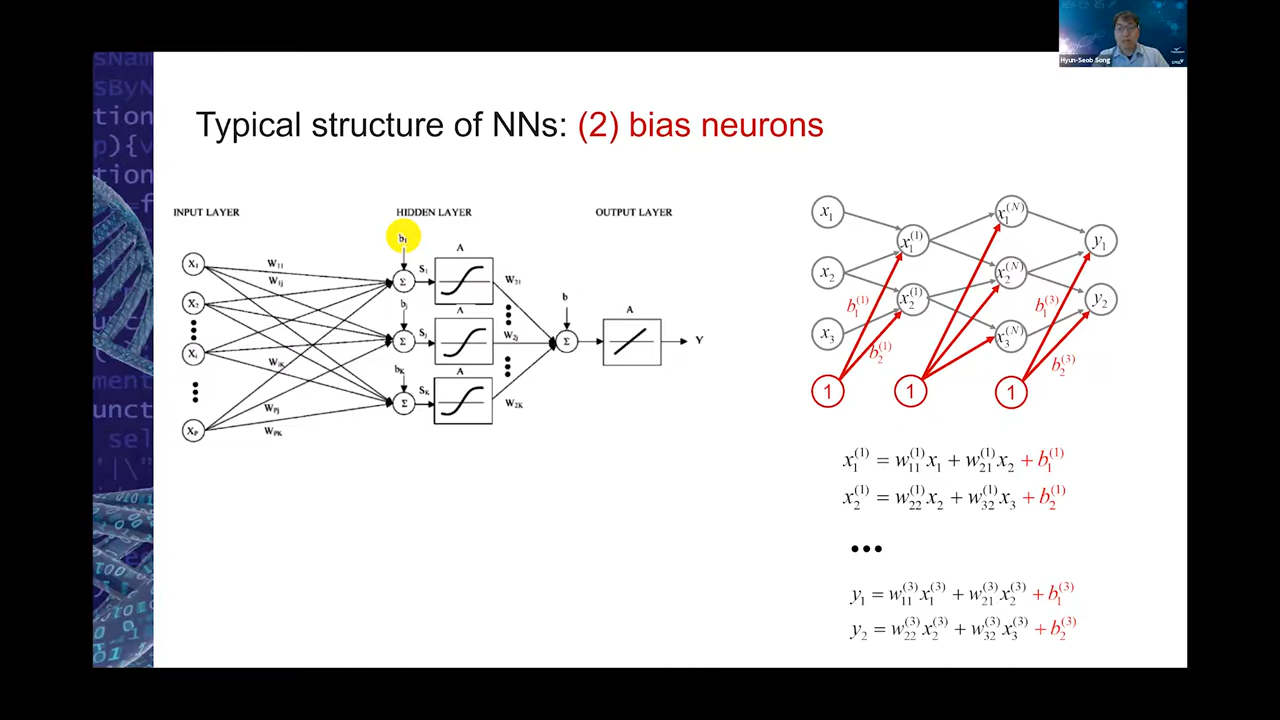 Hyun-Seob Song
Typical structure of NNs: (2) bias neurons
INPUT LAYER
HIDDEN LAYER
OUTPUT LAYER
b₁
A
X₁
W₁₁
W₁ⱼ
Σ
S₁
W₂₁
X₂
bⱼ
A
b
A
Σ
Sⱼ
W₂ⱼ
Σ
Y
Xᵢ
WᵢK
bK
A
Σ
SK
W₂K
WPⱼ
WPK
XP
x₁
x₂
x₃
x₁⁽¹⁾
x₂⁽¹⁾
x₁⁽ᴺ⁾
x₂⁽ᴺ⁾
x₃⁽ᴺ⁾
y₁
y₂
b₁⁽¹⁾
b₂⁽¹⁾
b₁⁽³⁾
b₂⁽³⁾
1
1
1
x₁⁽¹⁾ = w₁₁⁽¹⁾x₁ + w₂₁⁽¹⁾x₂ + b₁⁽¹⁾
x₂⁽¹⁾ = w₂₂⁽¹⁾x₂ + w₃₂⁽¹⁾x₃ + b₂⁽¹⁾
•••
y₁ = w₁₁⁽³⁾x₁⁽³⁾ + w₂₁⁽³⁾x₂⁽³⁾ + b₁⁽³⁾
y₂ = w₂₂⁽³⁾x₂⁽³⁾ + w₃₂⁽³⁾x₃⁽³⁾ + b₂⁽³⁾